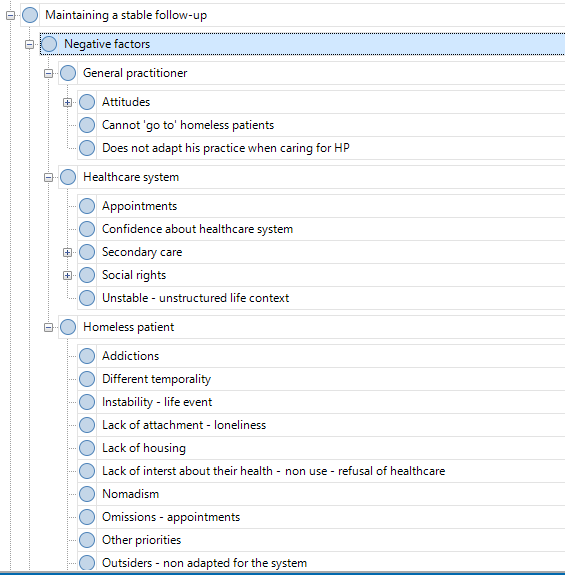 Maintaining a stable follow-up
Negative factors
General practitioner
Attitudes
Cannot 'go to' homeless patients
Does not adapt his practice when caring for HP
Healthcare system
Appointments
Confidence about healthcare system
Secondary care
Social rights
Unstable - unstructured life context
Homeless patient
Addictions
Different temporality
Instability - life event
Lack of attachment - loneliness
Lack of housing
Lack of interst about their health - non use - refusal of healthcare
Nomadism
Omissions - appointments
Other priorities
Outsiders - non adapted for the system